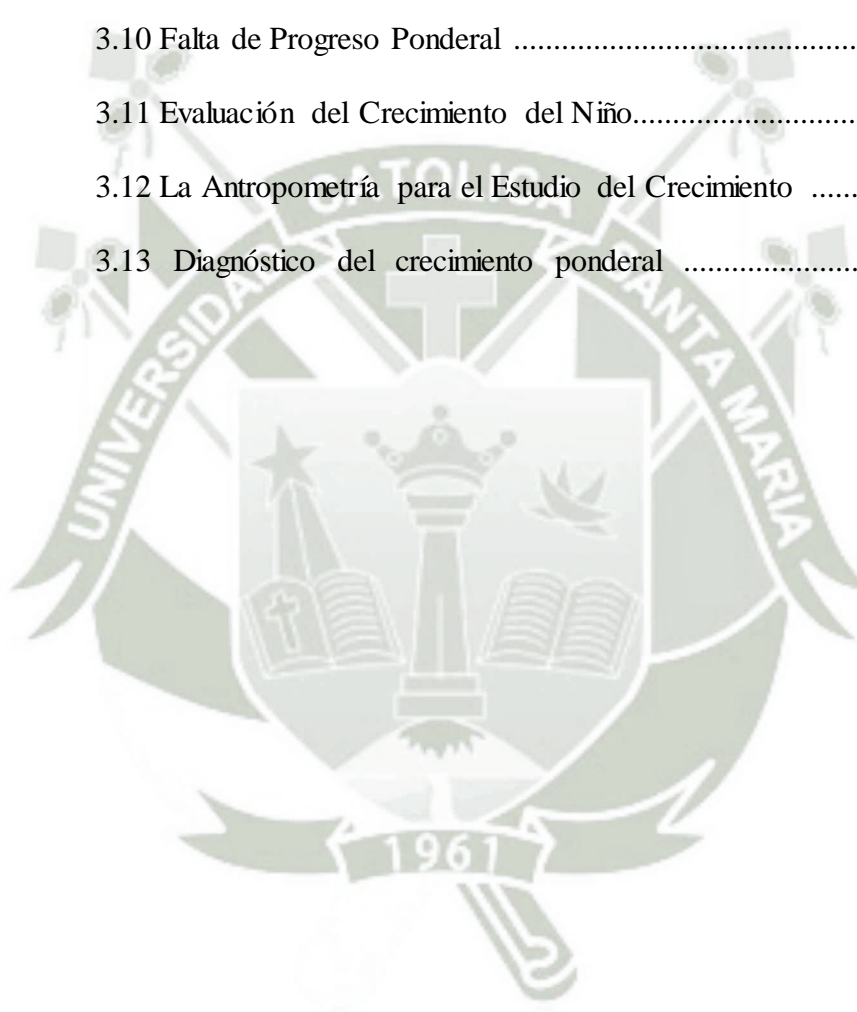 3.10 Falta de Progreso Ponderal ......................................
3.11 Evaluación del Crecimiento del Niño............................
3.12 La Antropometría para el Estudio del Crecimiento ......
3.13 Diagnóstico del crecimiento ponderal ......................
UNIVERSIDAD CATOLICA SANTA MARIA
1961